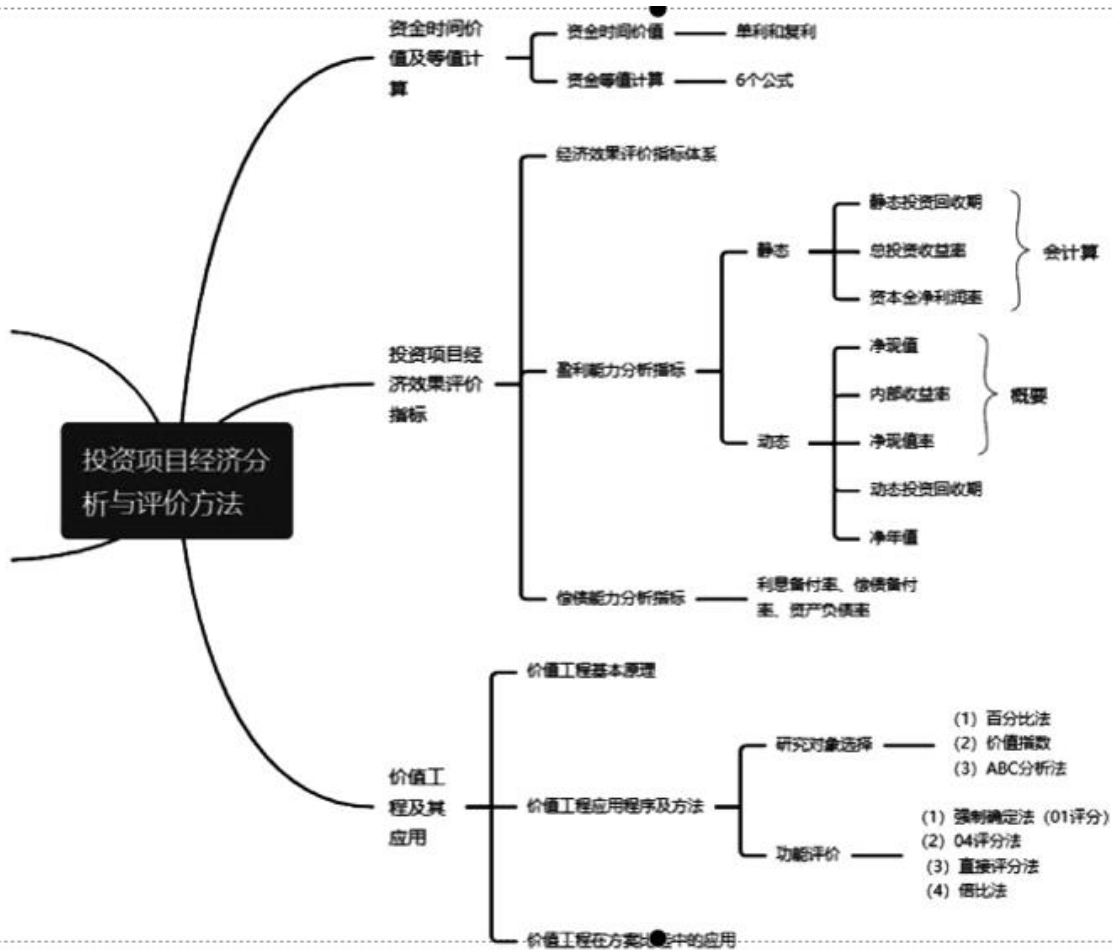 资金时间价
值及等值计
算
资金时间价值
单利和复利
资金等值计算
6个公式
投资项目经
济效果评价
指标
经济效果评价指标体系
盈利能力分析指标
静态
静态投资回收期
总投资收益率
资本全净利润率
会计算
动态
净现值
内部收益率
净现值率
概要
动态投资回收期
净年值
偿债能力分析指标
利息备付率、偿债备付
率、资产负债率
投资项目经济分
析与评价方法
价值工
程及其
应用
价值工程基本原理
价值工程应用程序及方法
研究对象选择
(1) 百分比法
(2) 价值指数
(3) ABC分析法
功能评价
(1) 强制确定法 (01评分)
(2) 04评分法
(3) 直接评分法
(4) 倍比法
价值工程在方案比 中的应用